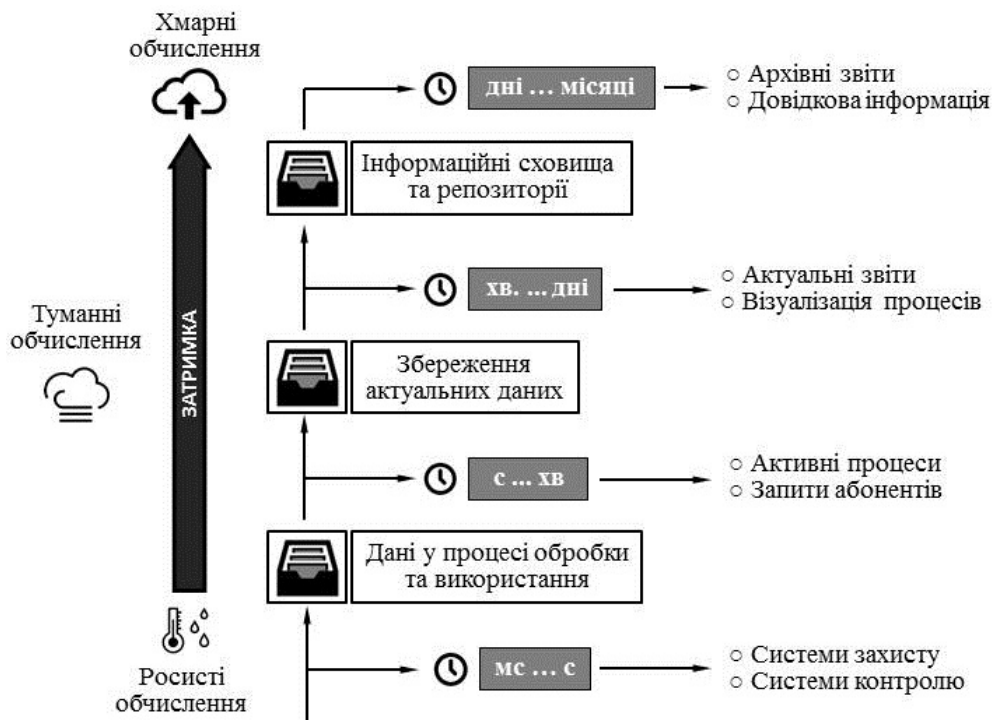 Хмарні
обчислення
дні ... місяці
○ Архівні звіти
○ Довідкова інформація
Інформаційні сховища
та репозиторії
хв. ... дні
○ Актуальні звіти
○ Візуалізація процесів
Туманні
обчислення
ЗАТРИМКА
Збереження
актуальних даних
с ... хв
○ Активні процеси
○ Запити абонентів
Дані у процесі обробки
та використання
Росисті
обчислення
мс ... с
○ Системи захисту
○ Системи контролю